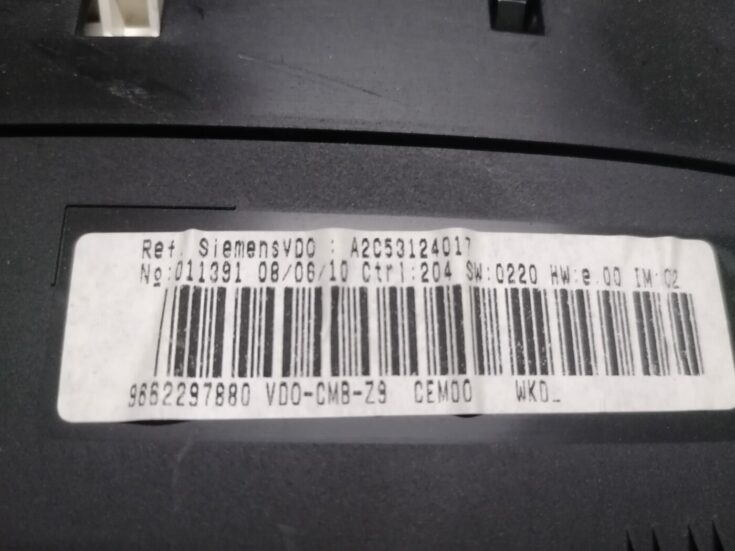 Ref. SiemensVDO : A2C53124017
№:011391 08/06/10 Ctrl:204 SW:0220 HW:e.00 IM:02
9662297880 VDO-CMB-Z9 CEM00 WKD_